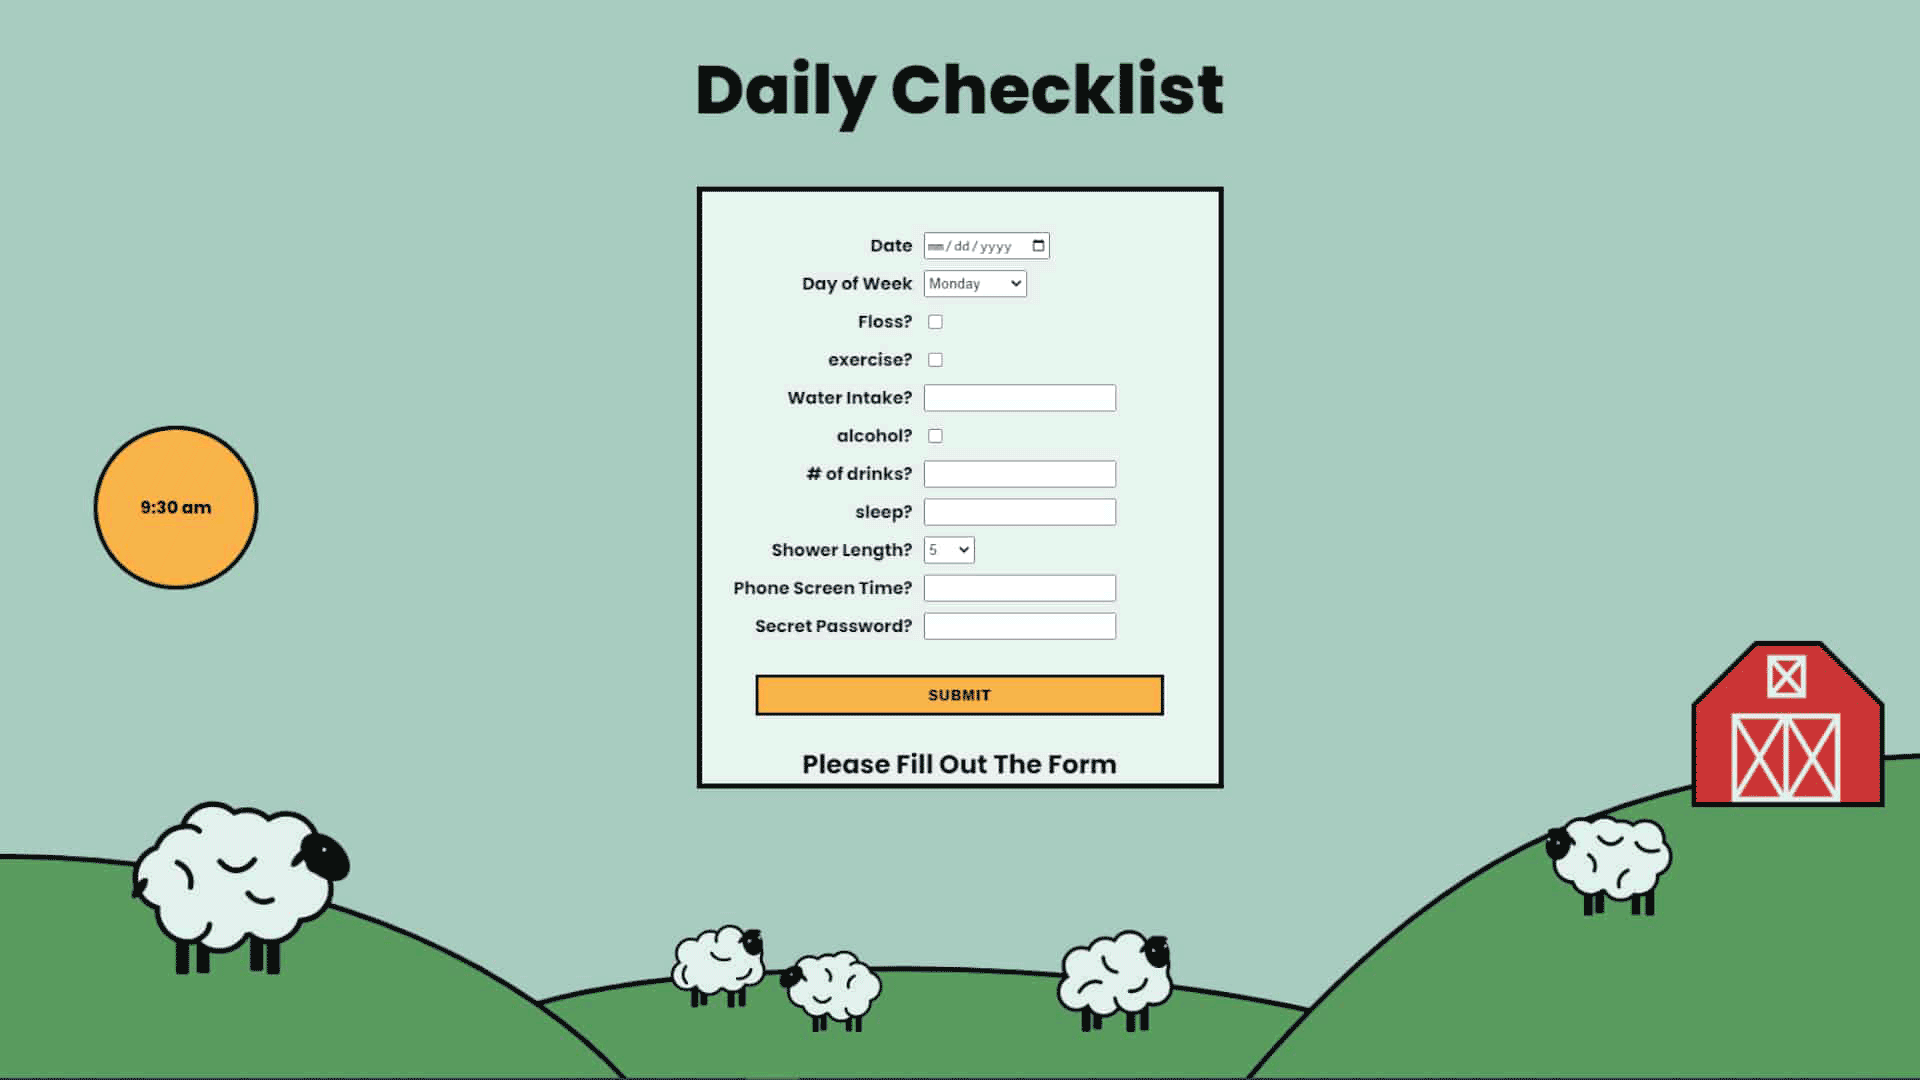 Daily Checklist
Date mm/dd/yyyy
Day of Week Monday
Floss?
exercise?
Water Intake?
alcohol?
# of drinks?
sleep?
Shower Length? 5
Phone Screen Time?
Secret Password?
SUBMIT
Please Fill Out The Form
9:30 am